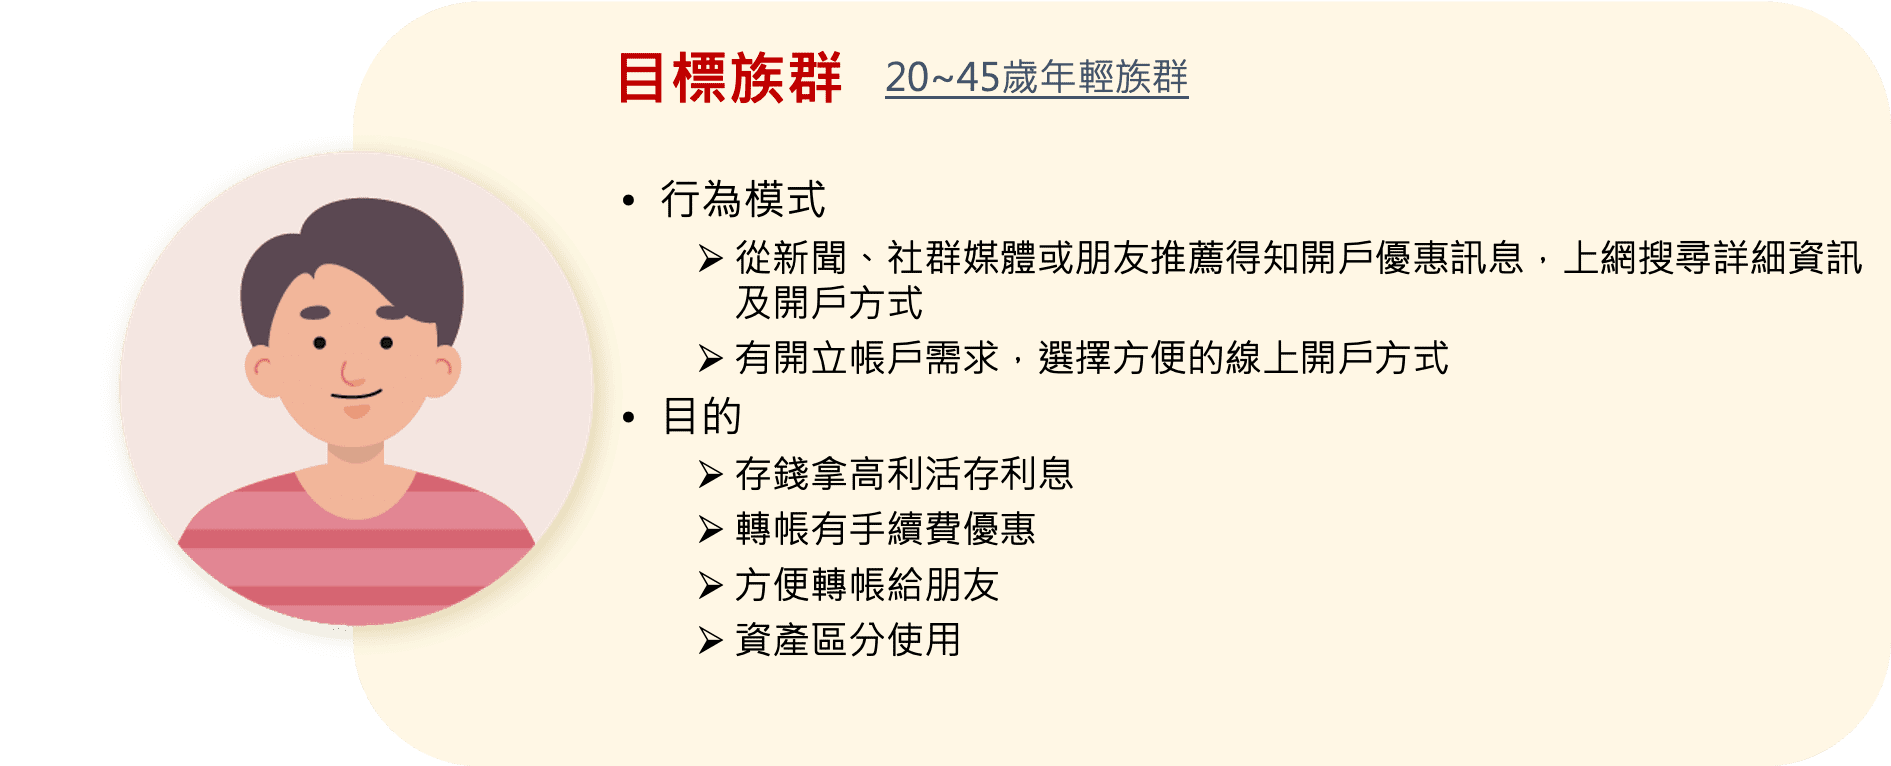 目標族群 20~45歲年輕族群
• 行為模式
➢ 從新聞、社群媒體或朋友推薦得知開戶優惠訊息，上網搜尋詳細資訊
及開戶方式
➢ 有開立帳戶需求，選擇方便的線上開戶方式
• 目的
➢ 存錢拿高利活存利息
➢ 轉帳有手續費優惠
➢ 方便轉帳給朋友
➢ 資產區分使用